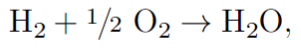 H₂ + 1/2 O₂ → H₂O,